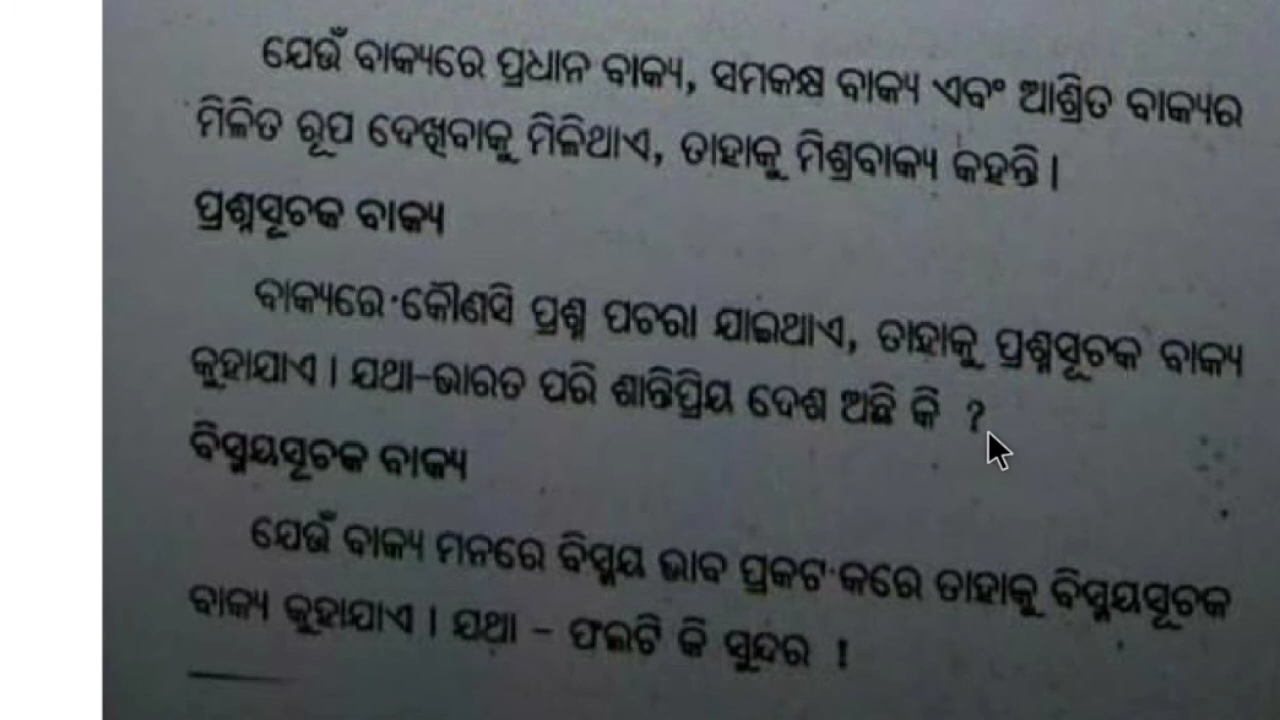 ଯେଉଁ ବାକ୍ୟରେ ପ୍ରଧାନ ବାକ୍ୟ, ସମକକ୍ଷ ବାକ୍ୟ ଏବଂ ଆଶ୍ରିତ ବାକ୍ୟର
ମିଳିତ ରୂପ ଦେଖିବାକୁ ମିଳିଥାଏ, ତାହାକୁ ମିଶ୍ରବାକ୍ୟ କହନ୍ତି ।
ପ୍ରଶ୍ନସୂଚକ ବାକ୍ୟ
ବାକ୍ୟରେ କୌଣସି ପ୍ରଶ୍ନ ପଚରା ଯାଇଥାଏ, ତାହାକୁ ପ୍ରଶ୍ନସୂଚକ ବାକ୍ୟ
କୁହାଯାଏ । ଯଥା-ଭାରତ ପରି ଶାନ୍ତିପ୍ରିୟ ଦେଶ ଅଛି କି ?
ବିସ୍ମୟସୂଚକ ବାକ୍ୟ
ଯେଉଁ ବାକ୍ୟ ମନରେ ବିସ୍ମୟ ଭାବ ପ୍ରକଟ କରେ ତାହାକୁ ବିସ୍ମୟସୂଚକ
ବାକ୍ୟ କୁହାଯାଏ । ଯଥା - ଫଲଟି କି ସୁନ୍ଦର !